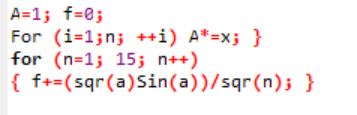 A=1; f=0;
For (i=1;n; ++i) A*=x; }
for (n=1; 15; n++)
{ f+=(sqr(a)Sin(a))/sqr(n); }